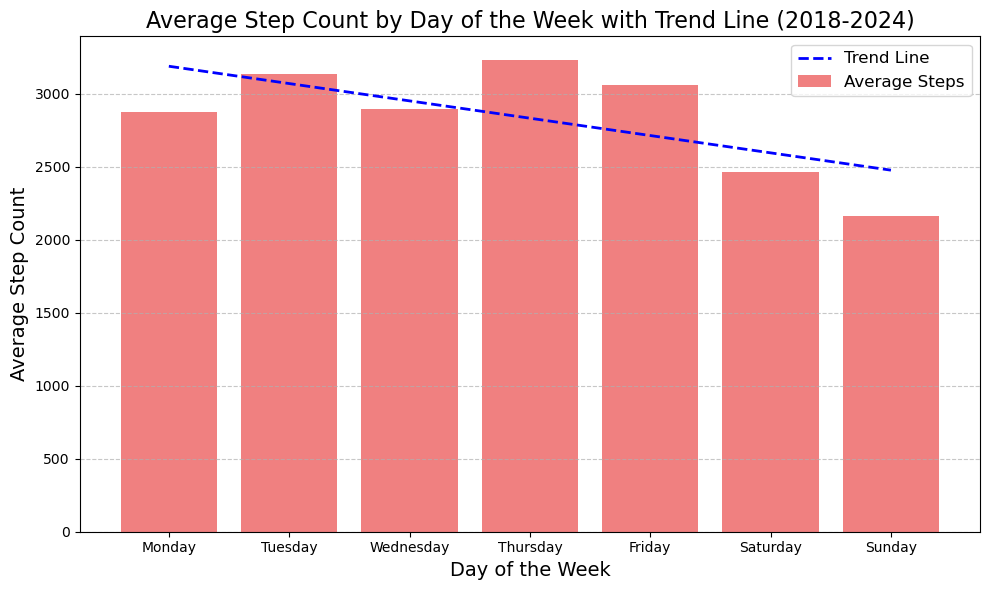 Average Step Count by Day of the Week with Trend Line (2018-2024)
Trend Line
Average Steps
Average Step Count
3000
2500
2000
1500
1000
500
0
Monday Tuesday Wednesday Thursday Friday Saturday Sunday
Day of the Week